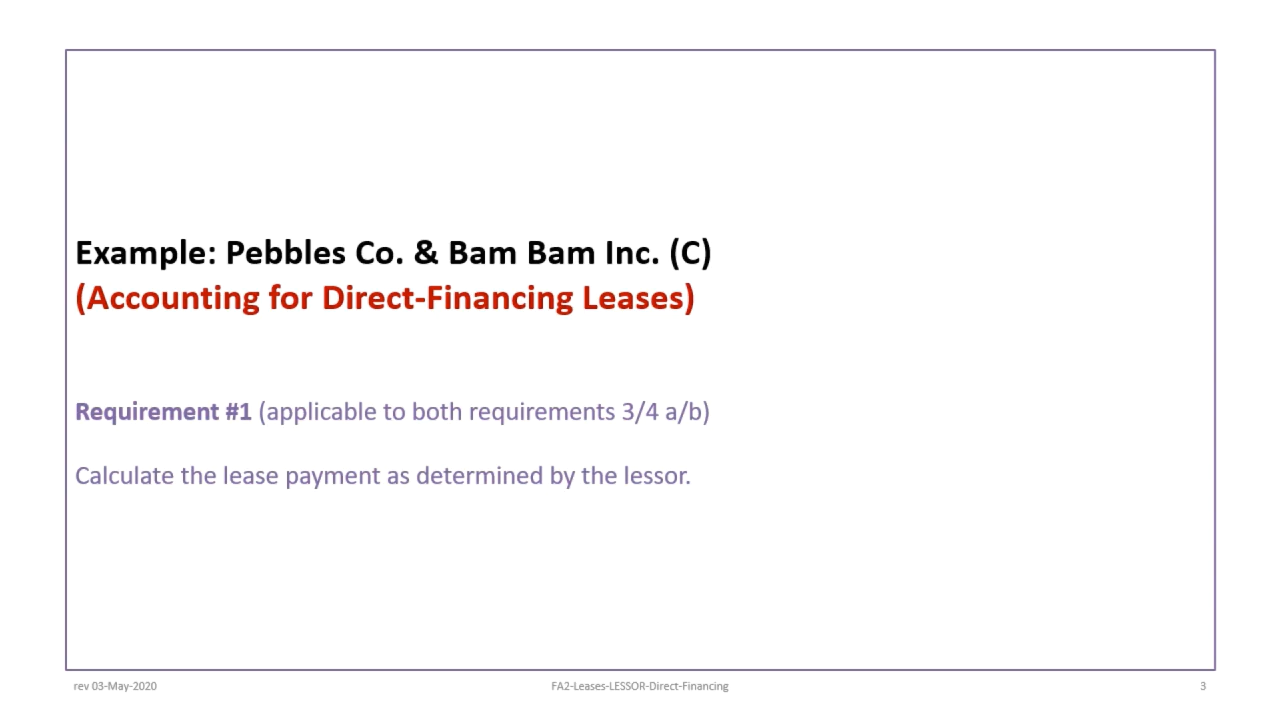 Example: Pebbles Co. & Bam Bam Inc. (C)
(Accounting for Direct-Financing Leases)
Requirement #1 (applicable to both requirements 3/4 a/b)
Calculate the lease payment as determined by the lessor.
rev 03-May-2020
FA2-Leases-LESSOR-Direct-Financing
3